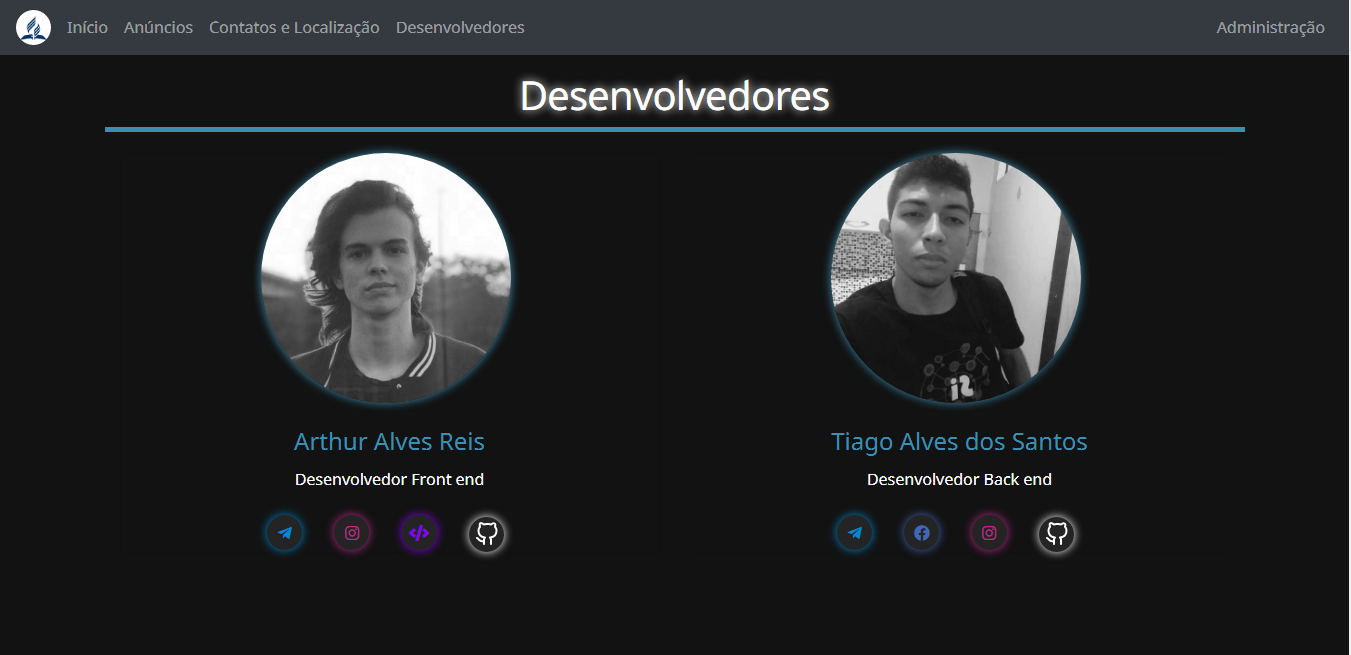 Início Anúncios Contatos e Localização Desenvolvedores Administração
Desenvolvedores
Arthur Alves Reis
Desenvolvedor Front end
Tiago Alves dos Santos
Desenvolvedor Back end